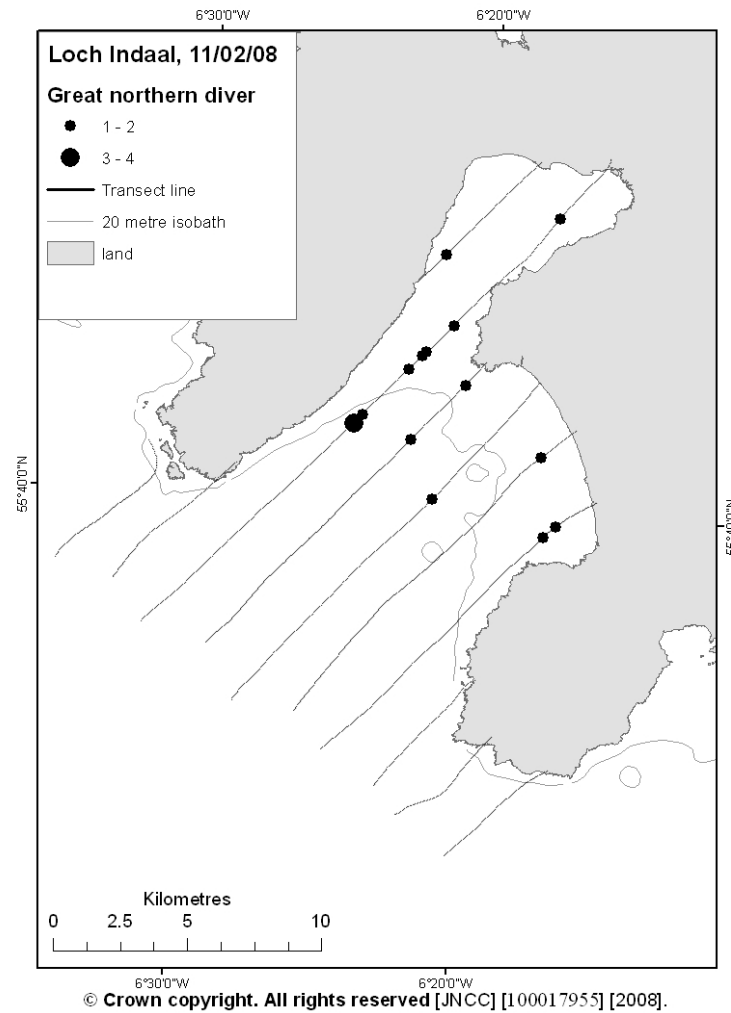 6°30'0"W 6°20'0"W
Loch Indaal, 11/02/08
Great northern diver
1 - 2
3 - 4
Transect line
20 metre isobath
land
55°40'0"N
55°40'0"N
Kilometres
0 2.5 5 10
6°30'0"W 6°20'0"W
© Crown copyright. All rights reserved [JNCC] [100017955] [2008].